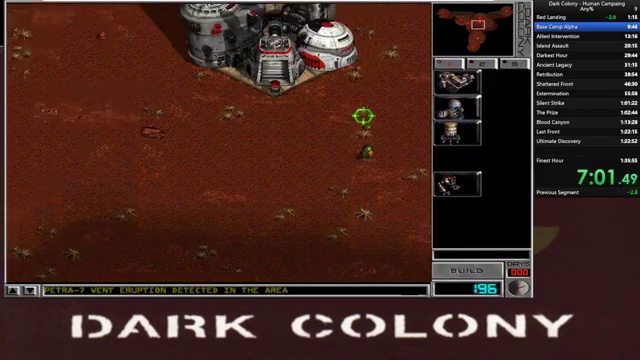 Dark Colony - Human Campaing
Any%
9
Red Landing -2.8 1:15
Base Camp Alpha 9:46
Allied Intervention 13:16
Island Assault 20:15
Darkest Hour 29:44
Ancient Legacy 31:15
Retribution 38:54
Shattered Front 46:30
Extermination 55:58
Silent Strike 1:01:22
The Prize 1:02:44
Blood Canyon 1:13:28
Last Front 1:22:15
Ultimate Discovery 1:22:52
Finest Hour 1:35:55
7:01.49
Previous Segment -2.8
BUILD
DAYS
000
196
PETRA-7 VENT ERUPTION DETECTED IN THE AREA
DARK COLONY